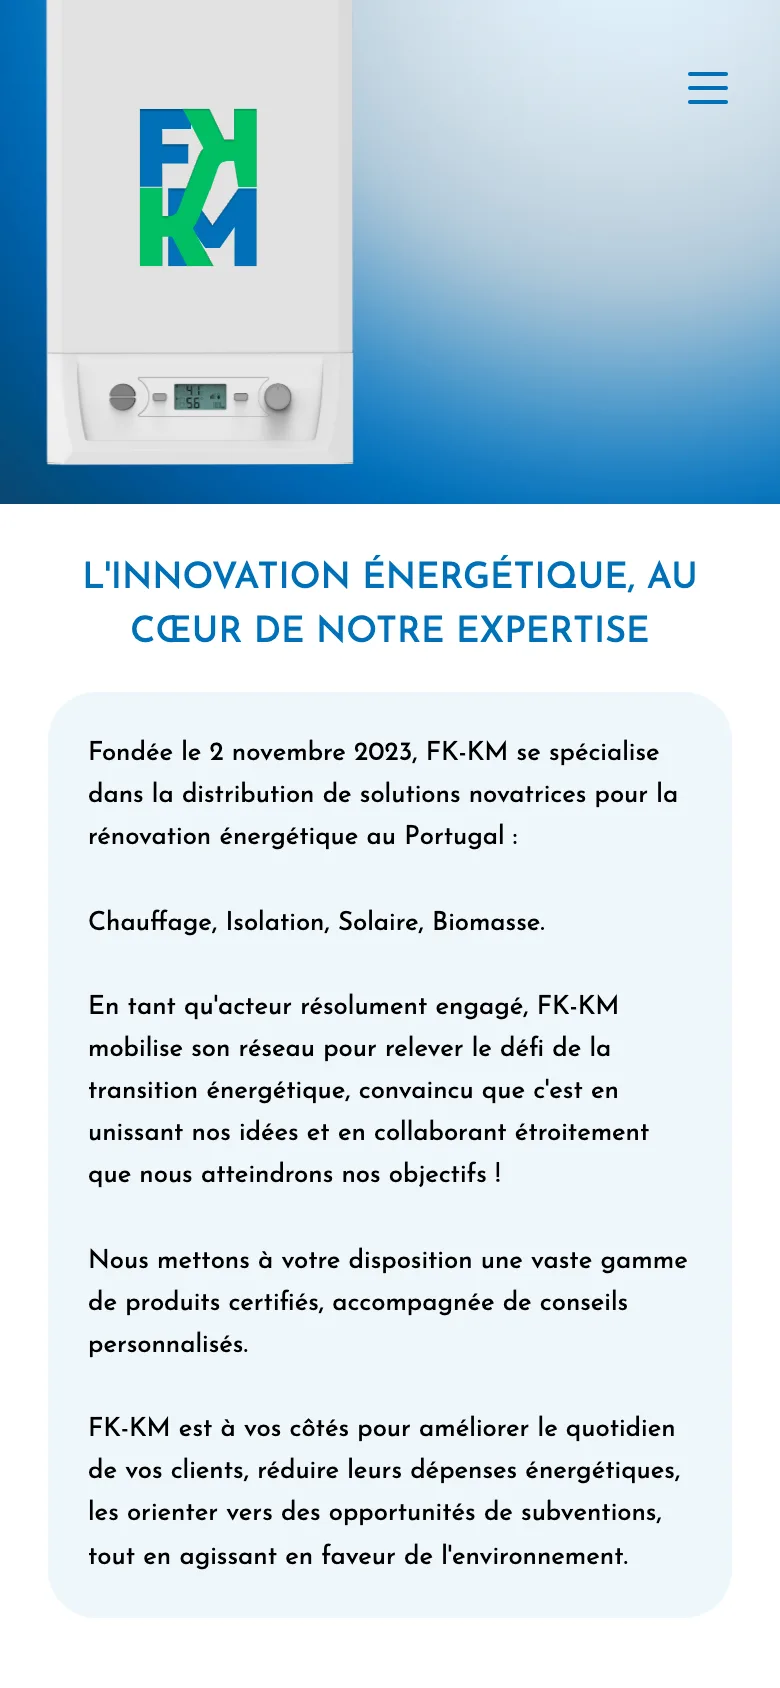 FK
KM
41
56
L'INNOVATION ÉNERGÉTIQUE, AU
CŒUR DE NOTRE EXPERTISE
Fondée le 2 novembre 2023, FK-KM se spécialise
dans la distribution de solutions novatrices pour la
rénovation énergétique au Portugal :
Chauffage, Isolation, Solaire, Biomasse.
En tant qu'acteur résolument engagé, FK-KM
mobilise son réseau pour relever le défi de la
transition énergétique, convaincu que c'est en
unissant nos idées et en collaborant étroitement
que nous atteindrons nos objectifs !
Nous mettons à votre disposition une vaste gamme
de produits certifiés, accompagnée de conseils
personnalisés.
FK-KM est à vos côtés pour améliorer le quotidien
de vos clients, réduire leurs dépenses énergétiques,
les orienter vers des opportunités de subventions,
tout en agissant en faveur de l'environnement.